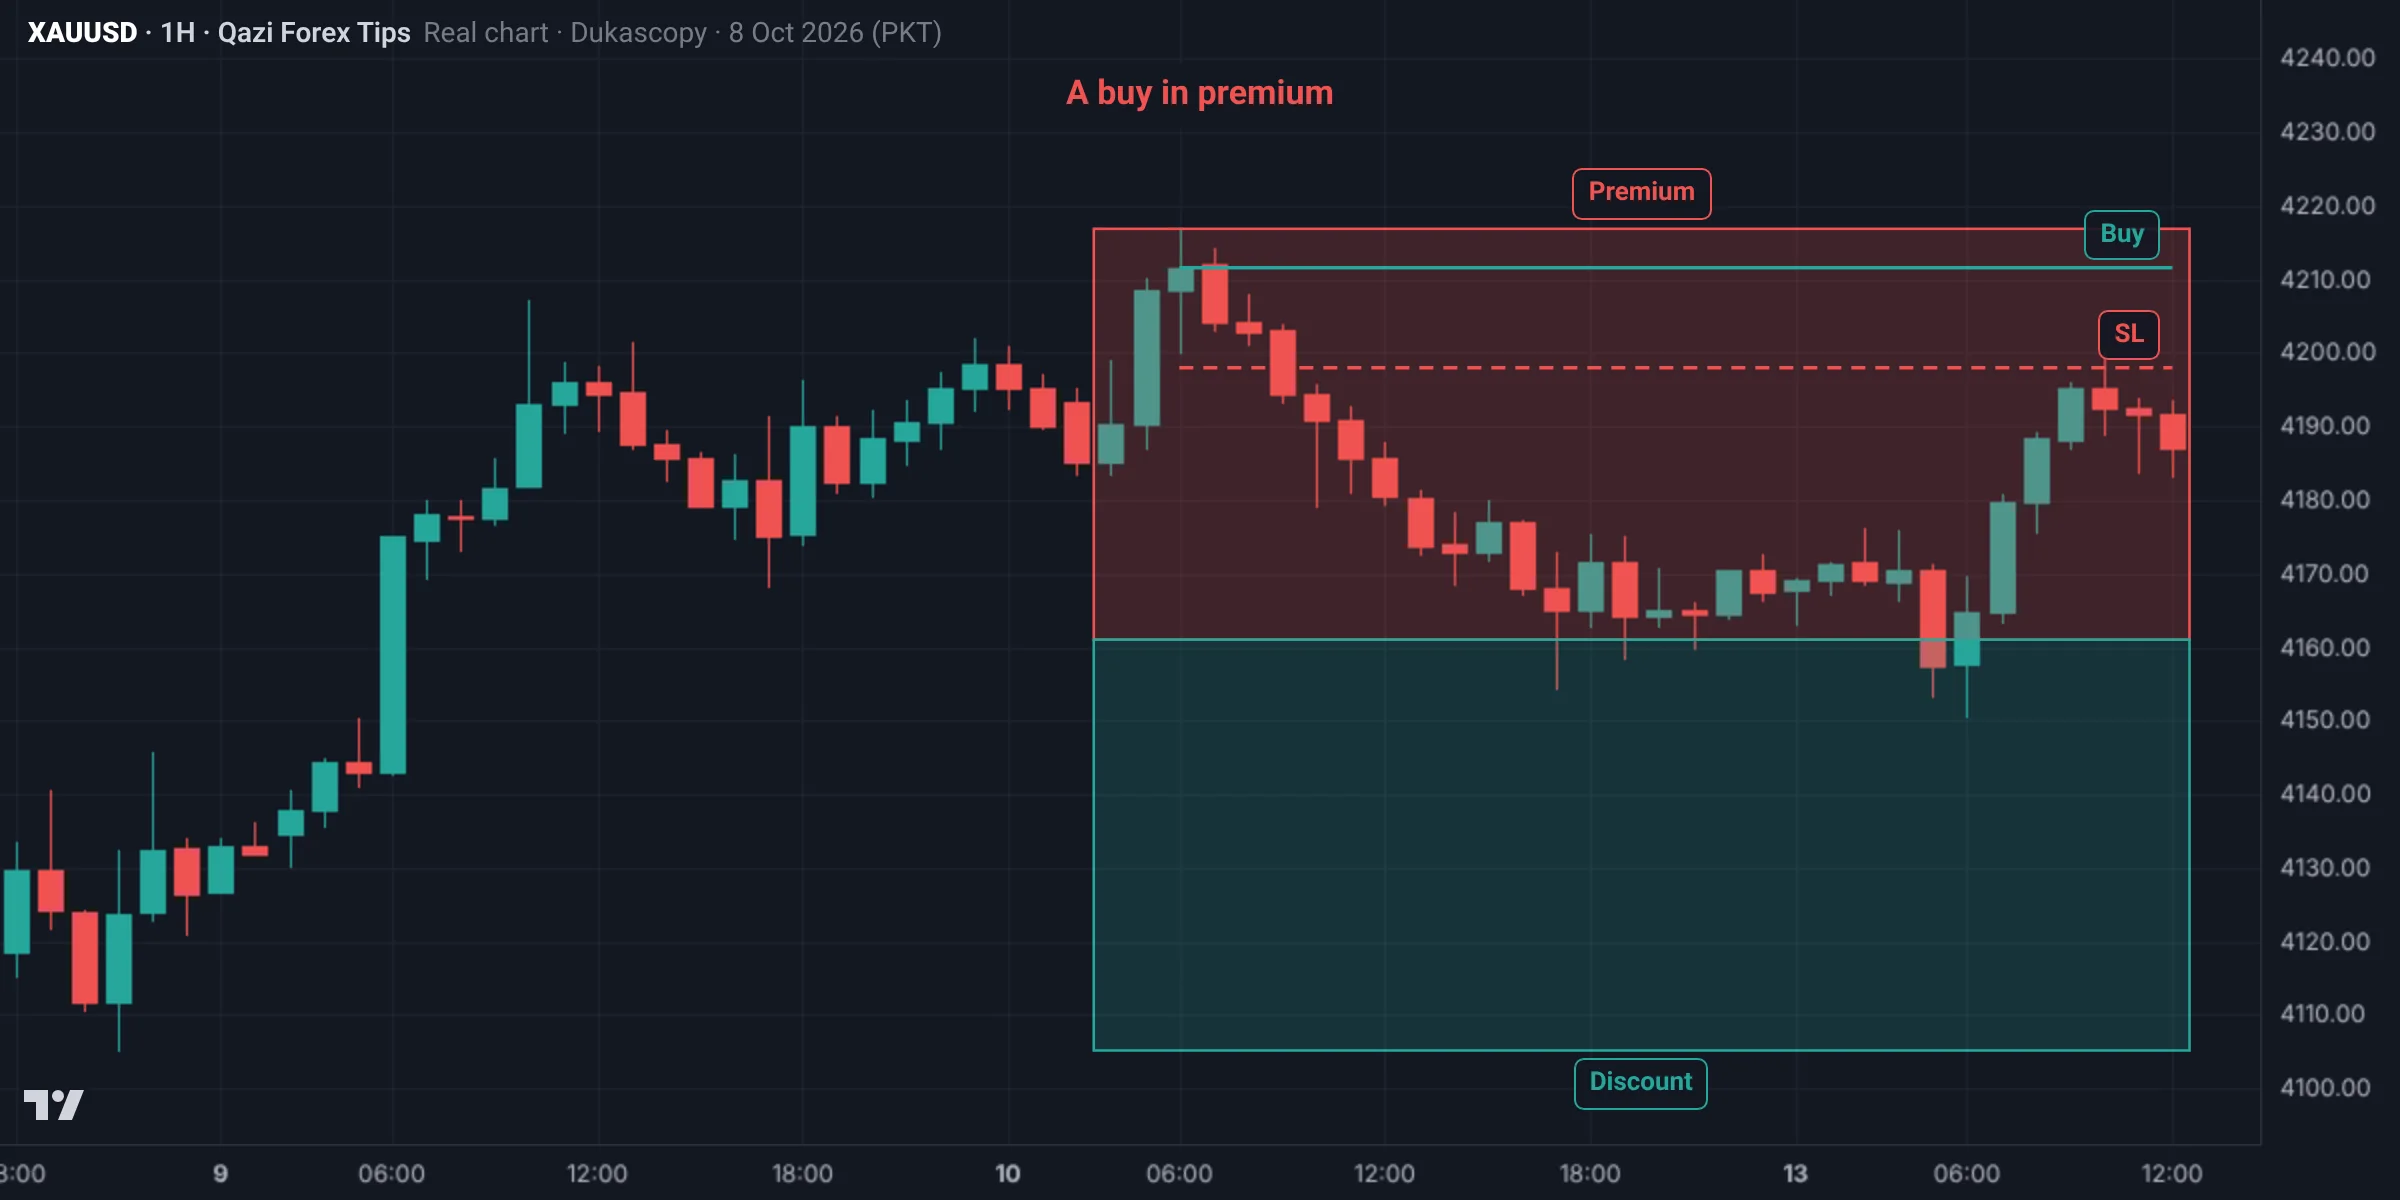 XAUUSD · 1H · Qazi Forex Tips Real chart · Dukascopy · 8 Oct 2026 (PKT)
A buy in premium
Premium
Buy
SL
Discount
4240.00
4230.00
4220.00
4210.00
4200.00
4190.00
4180.00
4170.00
4160.00
4150.00
4140.00
4130.00
4120.00
4110.00
4100.00
9 06:00 12:00 18:00 10 06:00 12:00 18:00 13 06:00 12:00